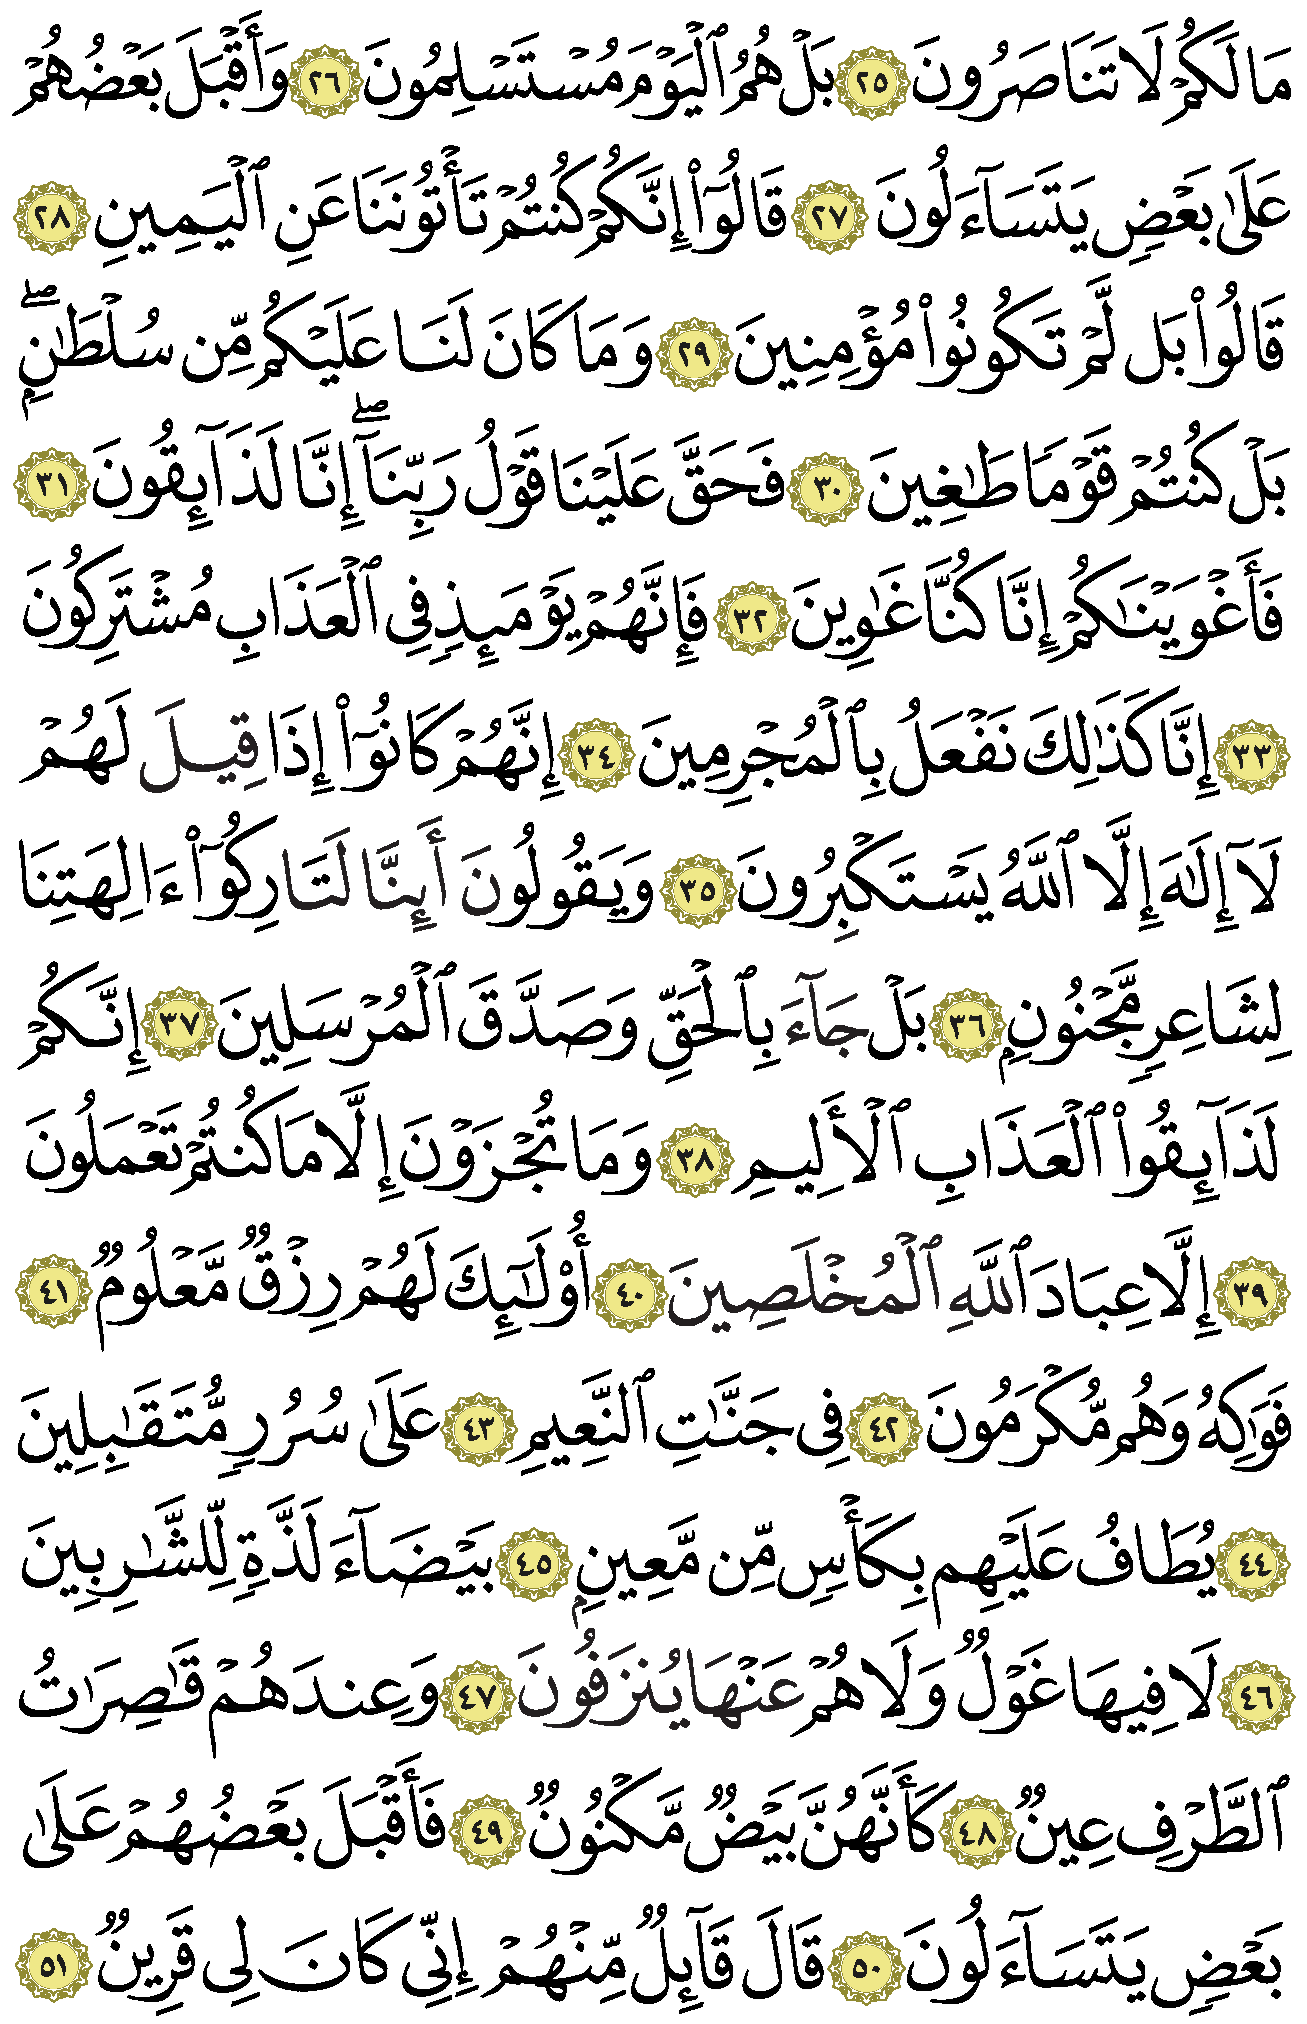 مَا لَكُمْ لَا تَنَاصَرُونَ ٢٥ بَلْ هُمُ ٱلْيَوْمَ مُسْتَسْلِمُونَ ٢٦ وَأَقْبَلَ بَعْضُهُمْ
عَلَىٰ بَعْضٍ يَتَسَآءَلُونَ ٢٧ قَالُوٓا۟ إِنَّكُمْ كُنتُمْ تَأْتُونَنَا عَنِ ٱلْيَمِينِ ٢٨
قَالُوا۟ بَل لَّمْ تَكُونُوا۟ مُؤْمِنِينَ ٢٩ وَمَا كَانَ لَنَا عَلَيْكُم مِّن سُلْطَٰنٍۭ ۖ
بَلْ كُنتُمْ قَوْمًا طَٰغِينَ ٣٠ فَحَقَّ عَلَيْنَا قَوْلُ رَبِّنَآ ۖ إِنَّا لَذَآئِقُونَ ٣١
فَأَغْوَيْنَٰكُمْ إِنَّا كُنَّا غَٰوِينَ ٣٢ فَإِنَّهُمْ يَوْمَئِذٍ فِى ٱلْعَذَابِ مُشْتَرِكُونَ
٣٣ إِنَّا كَذَٰلِكَ نَفْعَلُ بِٱلْمُجْرِمِينَ ٣٤ إِنَّهُمْ كَانُوٓا۟ إِذَا قِيلَ لَهُمْ
لَآ إِلَٰهَ إِلَّا ٱللَّهُ يَسْتَكْبِرُونَ ٣٥ وَيَقُولُونَ أَئِنَّا لَتَارِكُوٓا۟ ءَالِهَتِنَا
لِشَاعِرٍ مَّجْنُونٍۭ ٣٦ بَلْ جَآءَ بِٱلْحَقِّ وَصَدَّقَ ٱلْمُرْسَلِينَ ٣٧ إِنَّكُمْ
لَذَآئِقُوا۟ ٱلْعَذَابِ ٱلْأَلِيمِ ٣٨ وَمَا تُجْزَوْنَ إِلَّا مَا كُنتُمْ تَعْمَلُونَ
٣٩ إِلَّا عِبَادَ ٱللَّهِ ٱلْمُخْلَصِينَ ٤٠ أُو۟لَٰٓئِكَ لَهُمْ رِزْقٌ مَّعْلُومٌ ٤١
فَوَٰكِهُ وَهُم مُّكْرَمُونَ ٤٢ فِى جَنَّٰتِ ٱلنَّعِيمِ ٤٣ عَلَىٰ سُرُرٍ مُّتَقَٰبِلِينَ
٤٤ يُطَافُ عَلَيْهِم بِكَأْسٍ مِّن مَّعِينٍۭ ٤٥ بَيْضَآءَ لَذَّةٍ لِّلشَّٰرِبِينَ
٤٦ لَا فِيهَا غَوْلٌ وَلَا هُمْ عَنْهَا يُنزَفُونَ ٤٧ وَعِندَهُمْ قَٰصِرَٰتُ
ٱلطَّرْفِ عِينٌ ٤٨ كَأَنَّهُنَّ بَيْضٌ مَّكْنُونٌ ٤٩ فَأَقْبَلَ بَعْضُهُمْ عَلَىٰ
بَعْضٍ يَتَسَآءَلُونَ ٥٠ قَالَ قَآئِلٌ مِّنْهُمْ إِنِّى كَانَ لِى قَرِينٌ ٥١